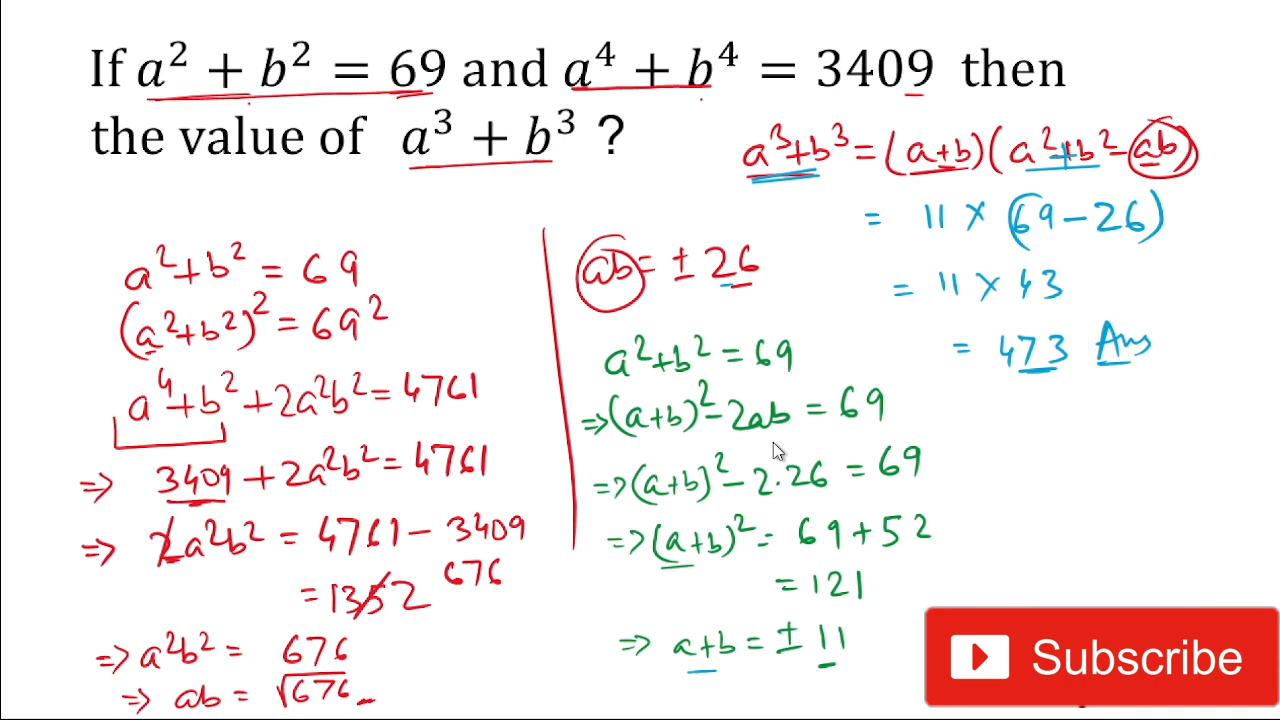 If a² + b² = 69 and a⁴ + b⁴ = 3409 then
the value of a³ + b³ ?
a²+b² = 69
(a²+b²)² = 69²
a⁴+b²+2a²b² = 4761
=> 3409 + 2a²b² = 4761
=> 2a²b² = 4761 - 3409
= 1352 676
=> a²b² = 676
=> ab = √676
ab = ± 26
a²+b² = 69
=> (a+b)² - 2ab = 69
=> (a+b)² - 2·26 = 69
=> (a+b)² = 69 + 52
= 121
=> a+b = ± 11
a³+b³ = (a+b)(a²+b²-ab)
= 11 × (69-26)
= 11 × 43
= 473 Ans
Subscribe